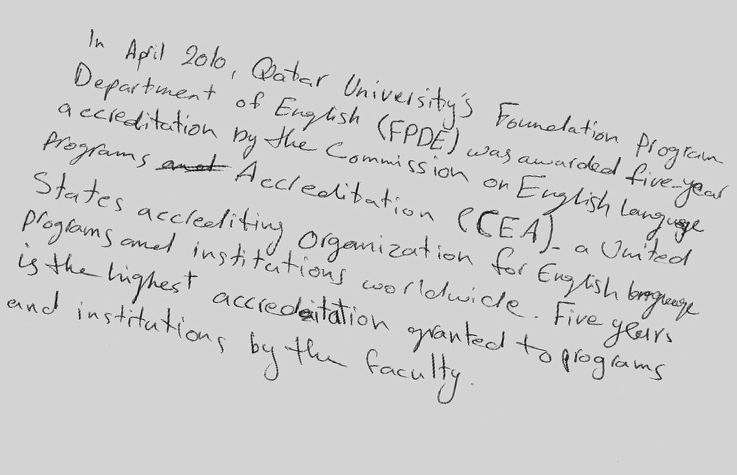 In April 2010, Qatar University's Foundation Program
Department of English (FPDE) was awarded five-year
accreditation by the Commission on English language
programs Accreditation (CEA) - a United
States accrediting Organization for English language
programs and institutions worldwide. Five years
is the highest accreditation granted to programs
and institutions by the faculty.